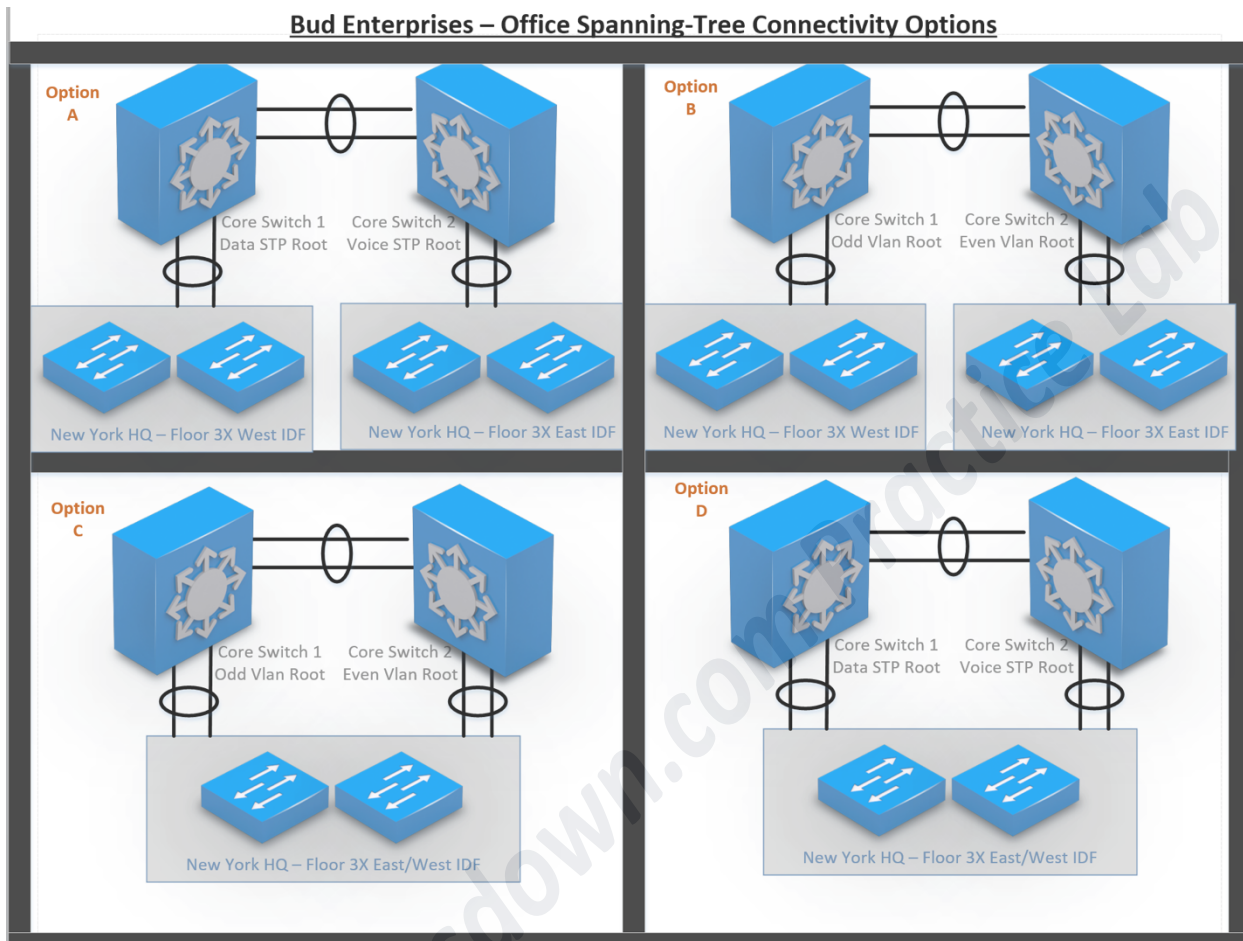 Bud Enterprises – Office Spanning-Tree Connectivity Options
Option
A
Core Switch 1
Data STP Root
Core Switch 2
Voice STP Root
New York HQ – Floor 3X West IDF
New York HQ – Floor 3X East IDF
Option
B
Core Switch 1
Odd Vlan Root
Core Switch 2
Even Vlan Root
New York HQ – Floor 3X West IDF
New York HQ – Floor 3X East IDF
Option
C
Core Switch 1
Odd Vlan Root
Core Switch 2
Even Vlan Root
New York HQ – Floor 3X East/West IDF
Option
D
Core Switch 1
Data STP Root
Core Switch 2
Voice STP Root
New York HQ – Floor 3X East/West IDF
sdown.com Practice Lab